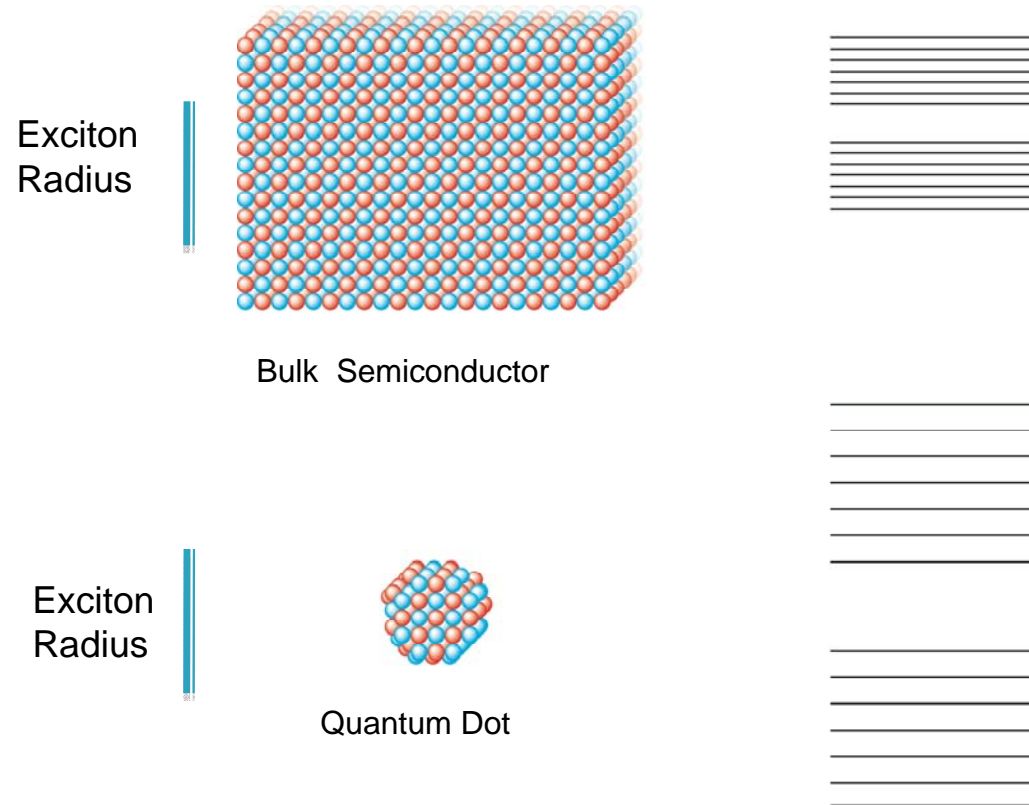 Exciton
Radius
Bulk  Semiconductor
Exciton
Radius
Quantum Dot